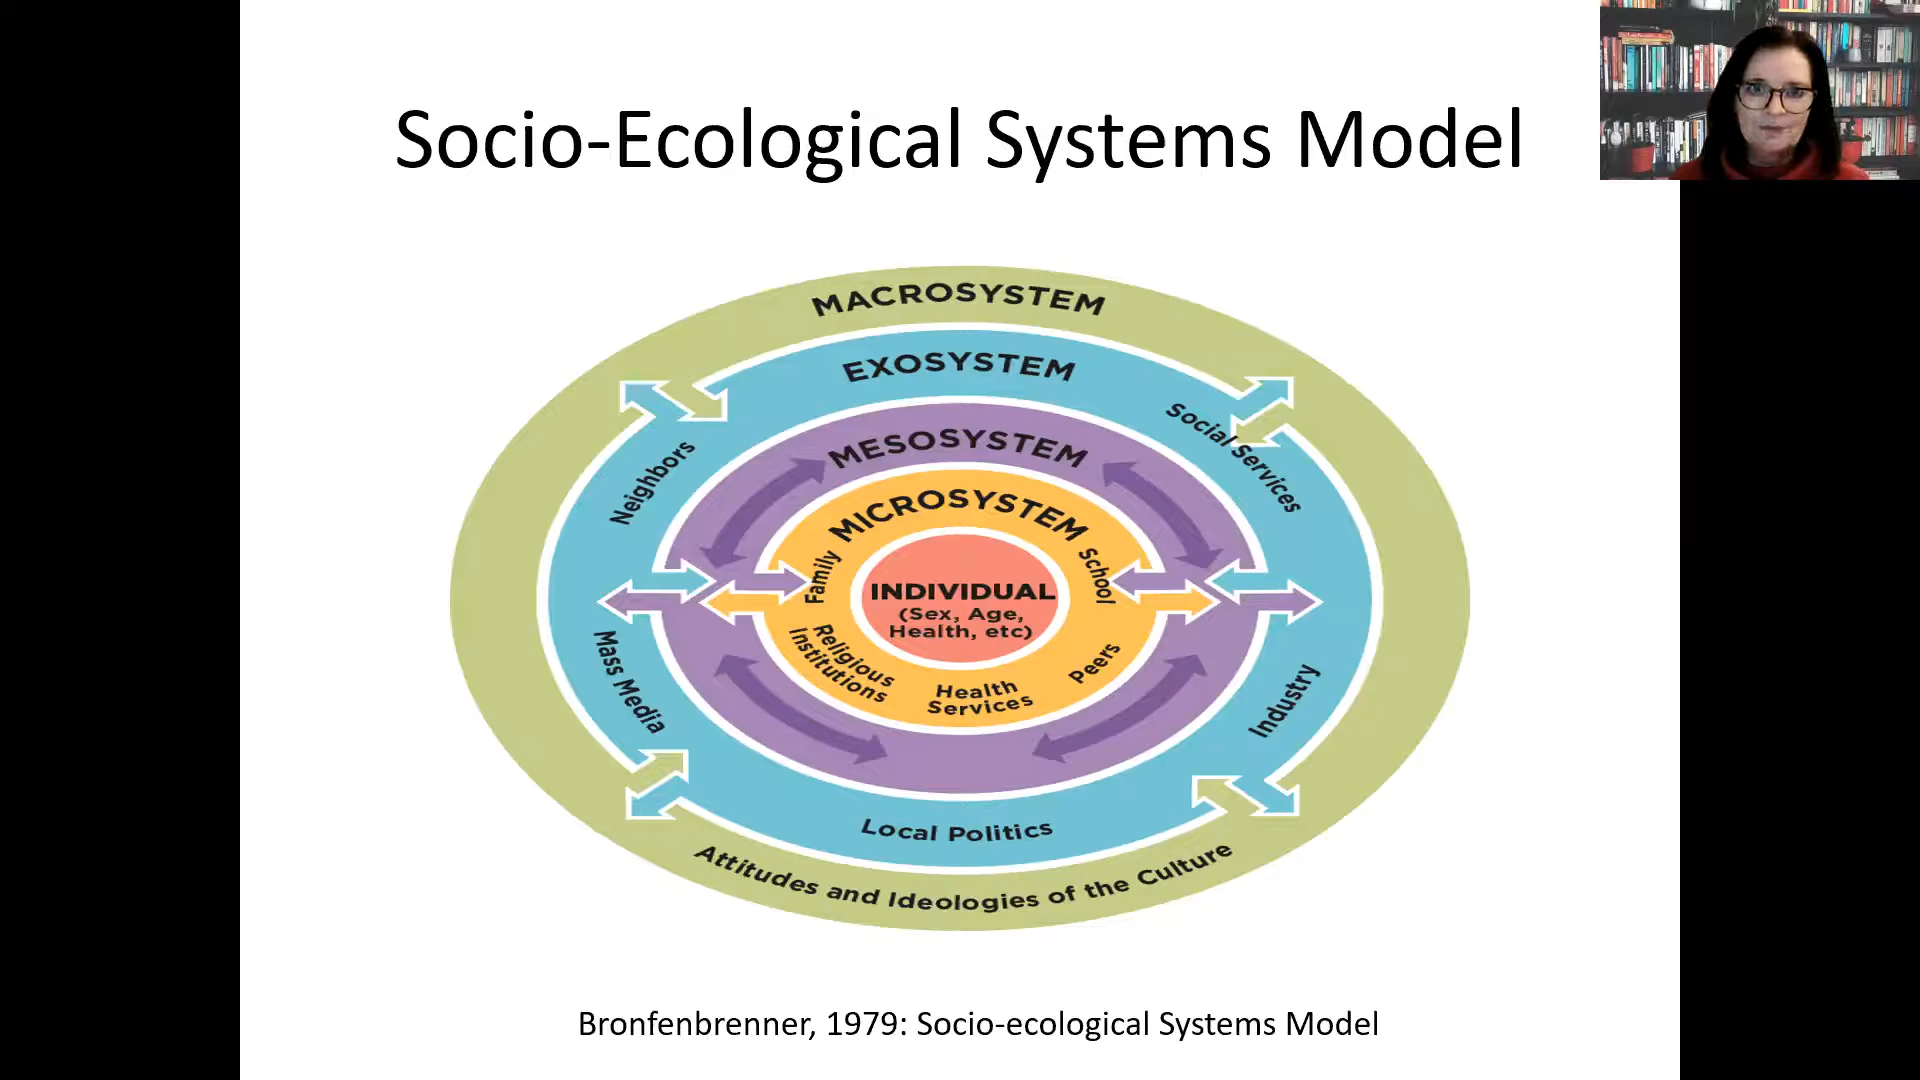 Socio-Ecological Systems Model
MACROSYSTEM
EXOSYSTEM
Social Services
Neighbors
MESOSYSTEM
MICROSYSTEM
Family
School
INDIVIDUAL
(Sex, Age,
Health, etc)
Religious
Institutions
Health
Services
Peers
Mass Media
Industry
Local Politics
Attitudes and Ideologies of the Culture
Bronfenbrenner, 1979: Socio-ecological Systems Model